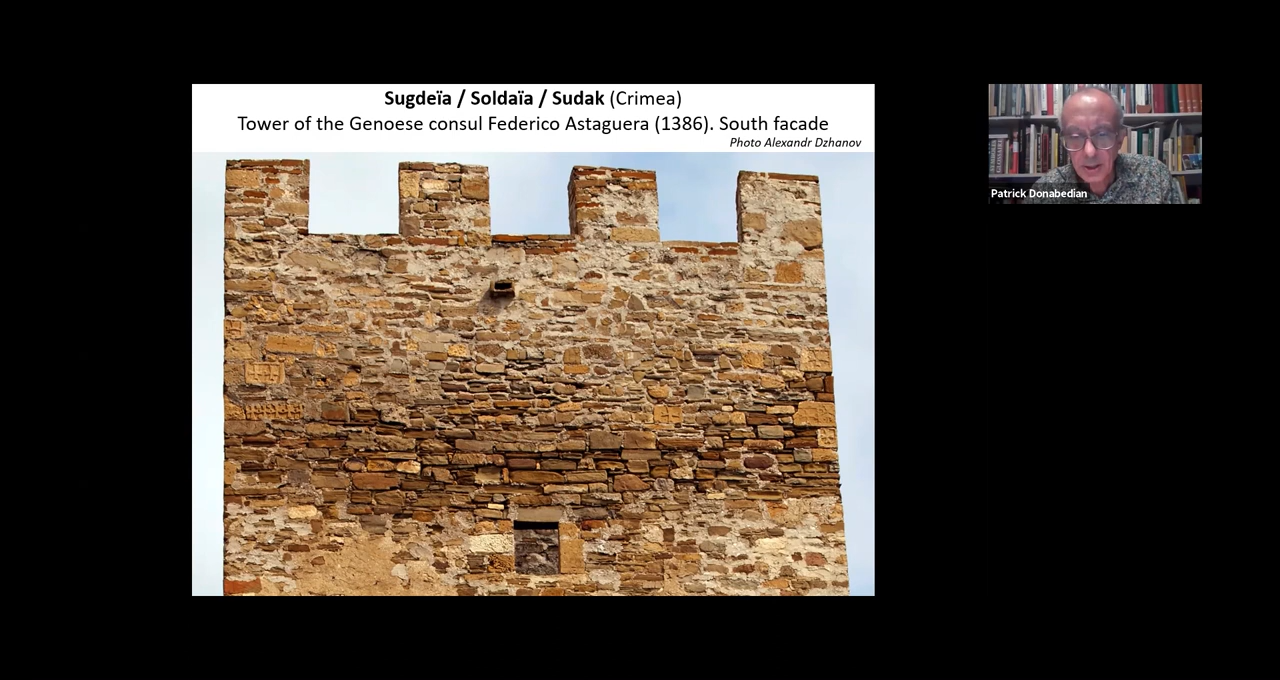 Sugdeïa / Soldaïa / Sudak (Crimea)
Tower of the Genoese consul Federico Astaguera (1386). South facade
Photo Alexandr Dzhanov
Patrick Donabedian